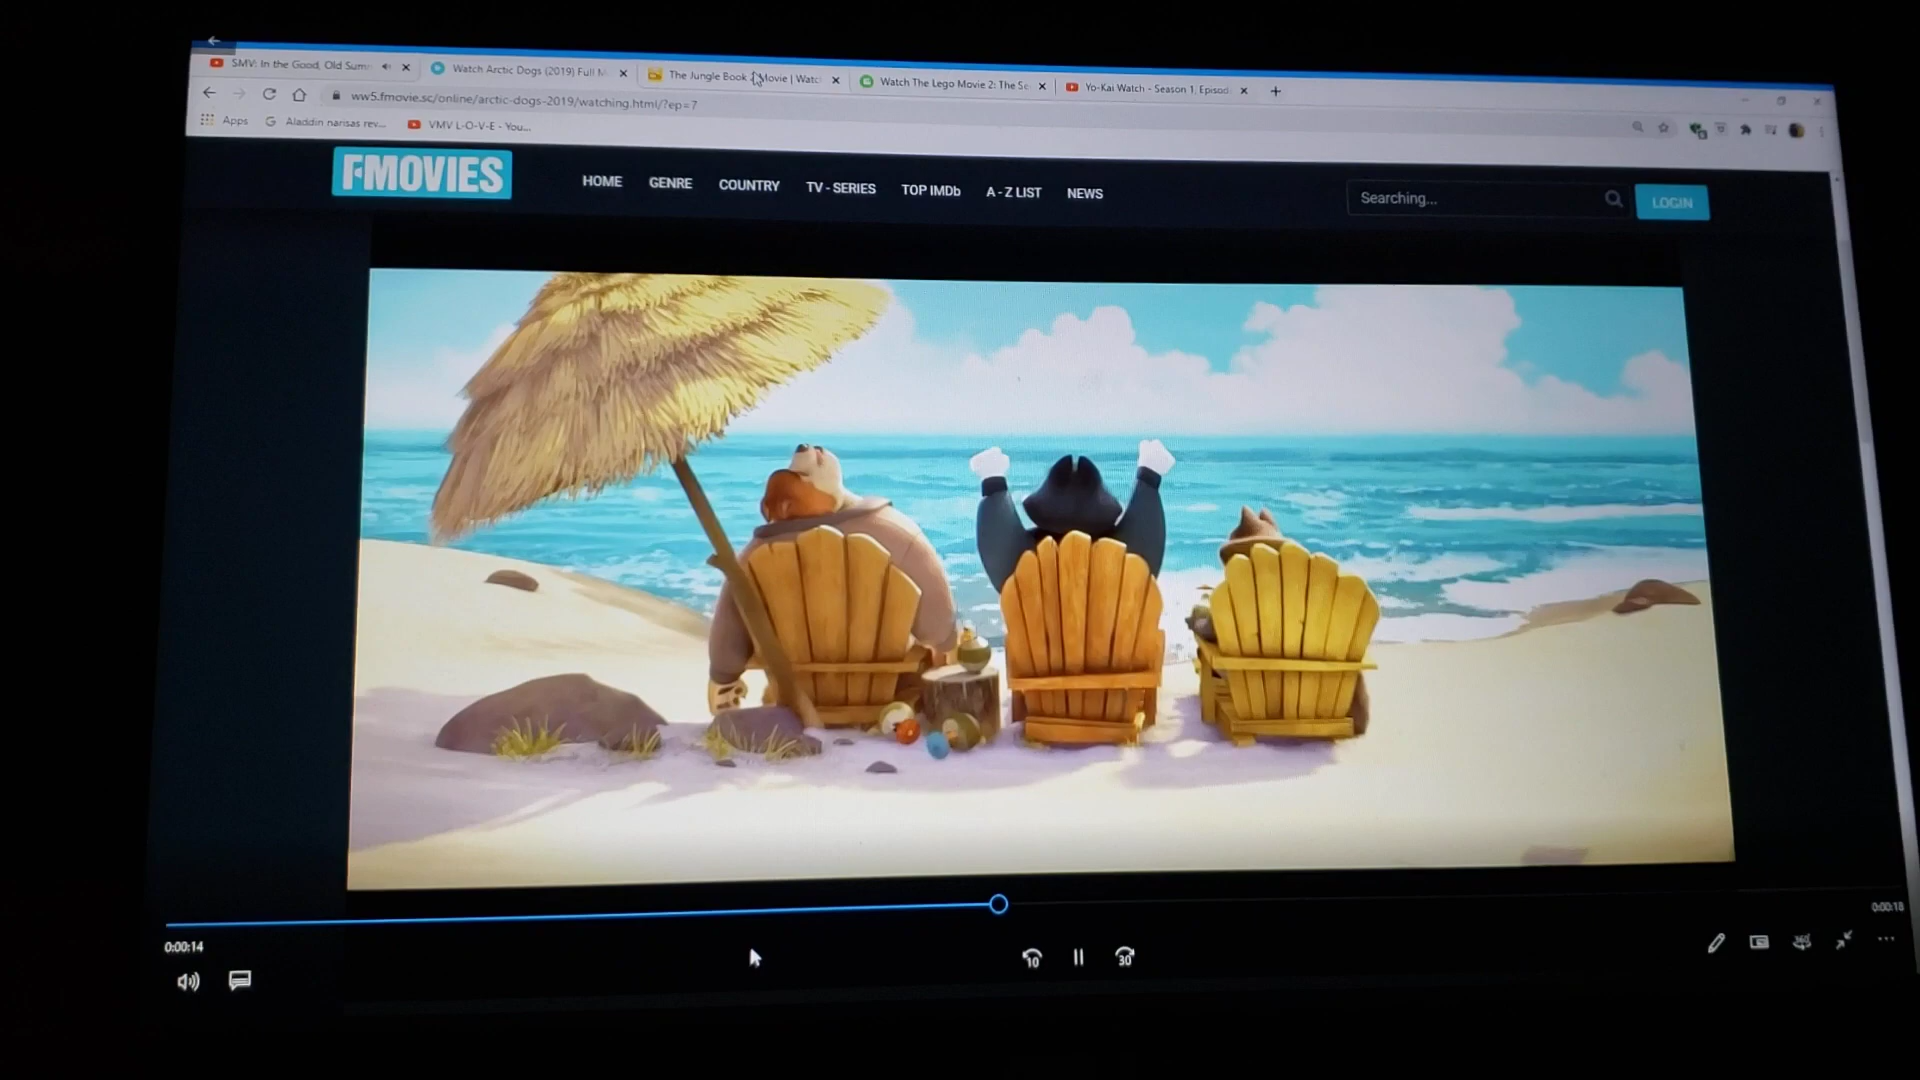 SMV: In the Good, Old Sum
Watch Arctic Dogs (2019) Full M
The Jungle Book 2 Movie | Watc
Watch The Lego Movie 2: The Se
Yo-Kai Watch - Season 1, Episod
ww5.fmovie.sc/online/arctic-dogs-2019/watching.html/?ep=7
Apps
Aladdin narisas rev...
VMV L-O-V-E - You...
FMOVIES
HOME
GENRE
COUNTRY
TV - SERIES
TOP IMDb
A - Z LIST
NEWS
Searching...
LOGIN
0:00:14
0:00:18
10
30